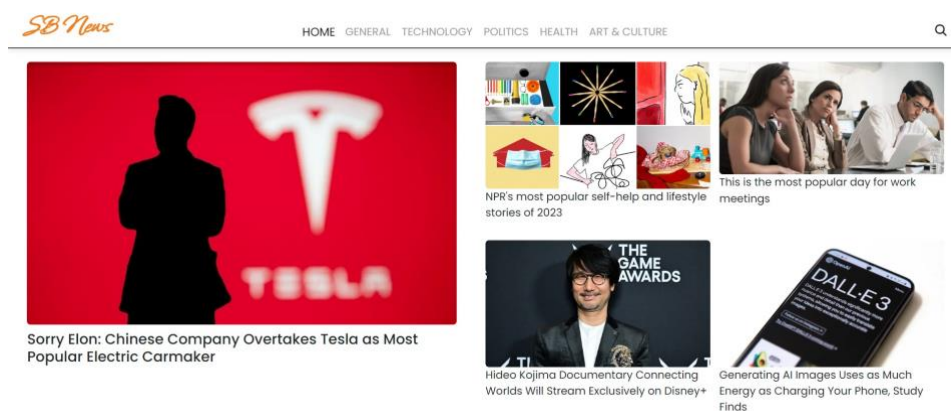 SB News
HOME GENERAL TECHNOLOGY POLITICS HEALTH ART & CULTURE
TESLA
Sorry Elon: Chinese Company Overtakes Tesla as Most
Popular Electric Carmaker
NPR's most popular self-help and lifestyle
stories of 2023
This is the most popular day for work
meetings
THE
GAME
AWARDS
Hideo Kojima Documentary Connecting
Worlds Will Stream Exclusively on Disney+
OpenAI
DALL·E 3
Generating AI Images Uses as Much
Energy as Charging Your Phone, Study
Finds